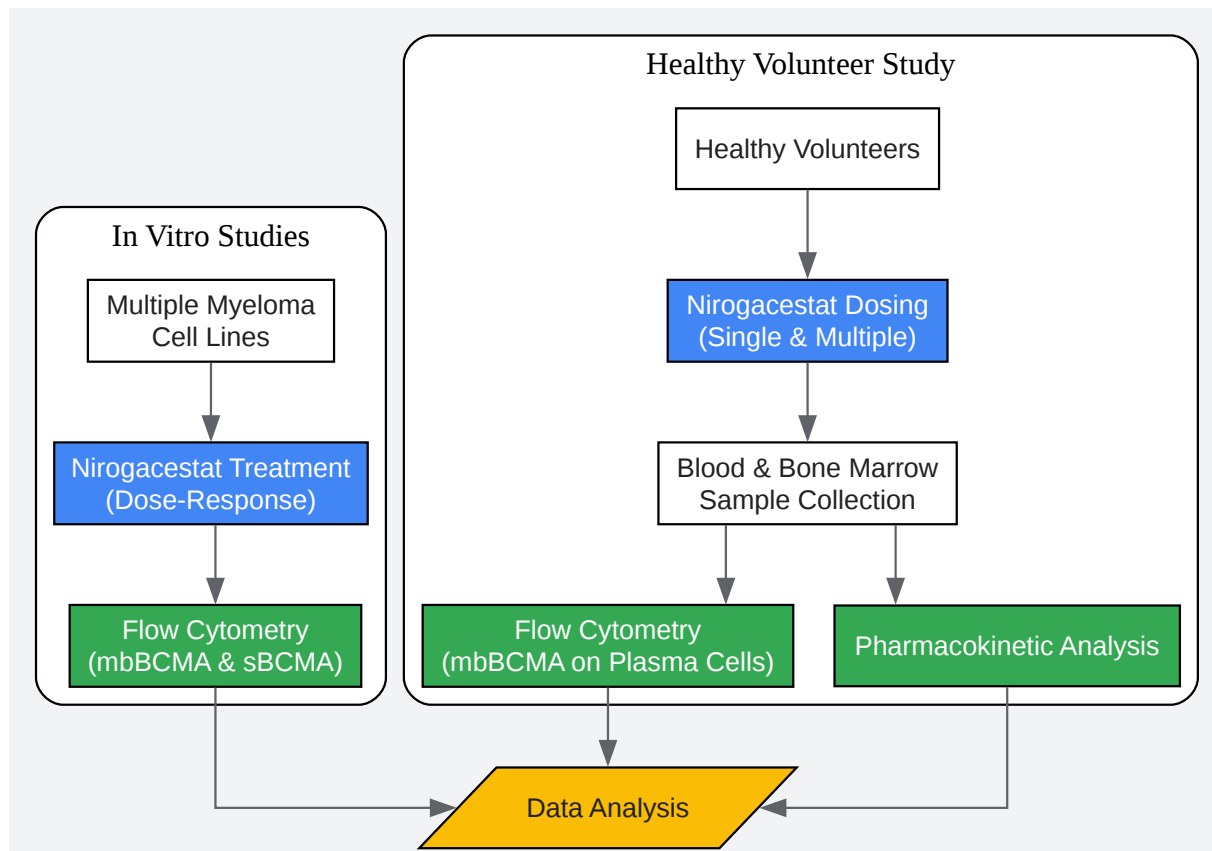 In Vitro Studies
Multiple Myeloma
Cell Lines
Nirogacestat Treatment
(Dose-Response)
Flow Cytometry
(mbBCMA & sBCMA)
Healthy Volunteer Study
Healthy Volunteers
Nirogacestat Dosing
(Single & Multiple)
Blood & Bone Marrow
Sample Collection
Flow Cytometry
(mbBCMA on Plasma Cells)
Pharmacokinetic Analysis
Data Analysis